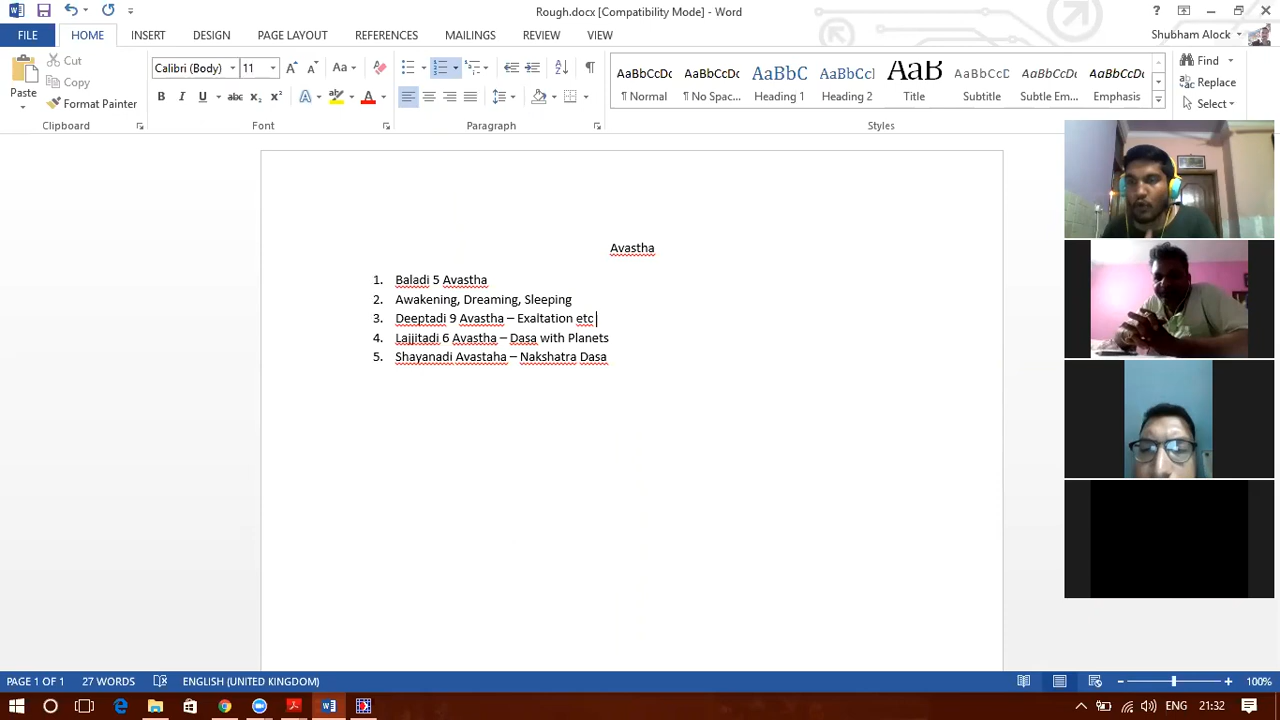 Rough.docx [Compatibility Mode] - Word
FILE HOME INSERT DESIGN PAGE LAYOUT REFERENCES MAILINGS REVIEW VIEW Shubham Alock
Cut
Copy
Format Painter
Paste
Clipboard
Calibri (Body) 11
Font
Paragraph
AaBbCcDc AaBbCcDc AaBbC AaBbCcI AaB AaBbCcD AaBbCcDı AaBbCcDı
¶ Normal ¶ No Spac... Heading 1 Heading 2 Title Subtitle Subtle Em... Emphasis
Styles
Find
Replace
Select
Avastha
1. Baladi 5 Avastha
2. Awakening, Dreaming, Sleeping
3. Deeptadi 9 Avastha – Exaltation etc
4. Lajjitadi 6 Avastha – Dasa with Planets
5. Shayanadi Avastaha – Nakshatra Dasa
PAGE 1 OF 1 27 WORDS ENGLISH (UNITED KINGDOM) 100%
ENG 21:32